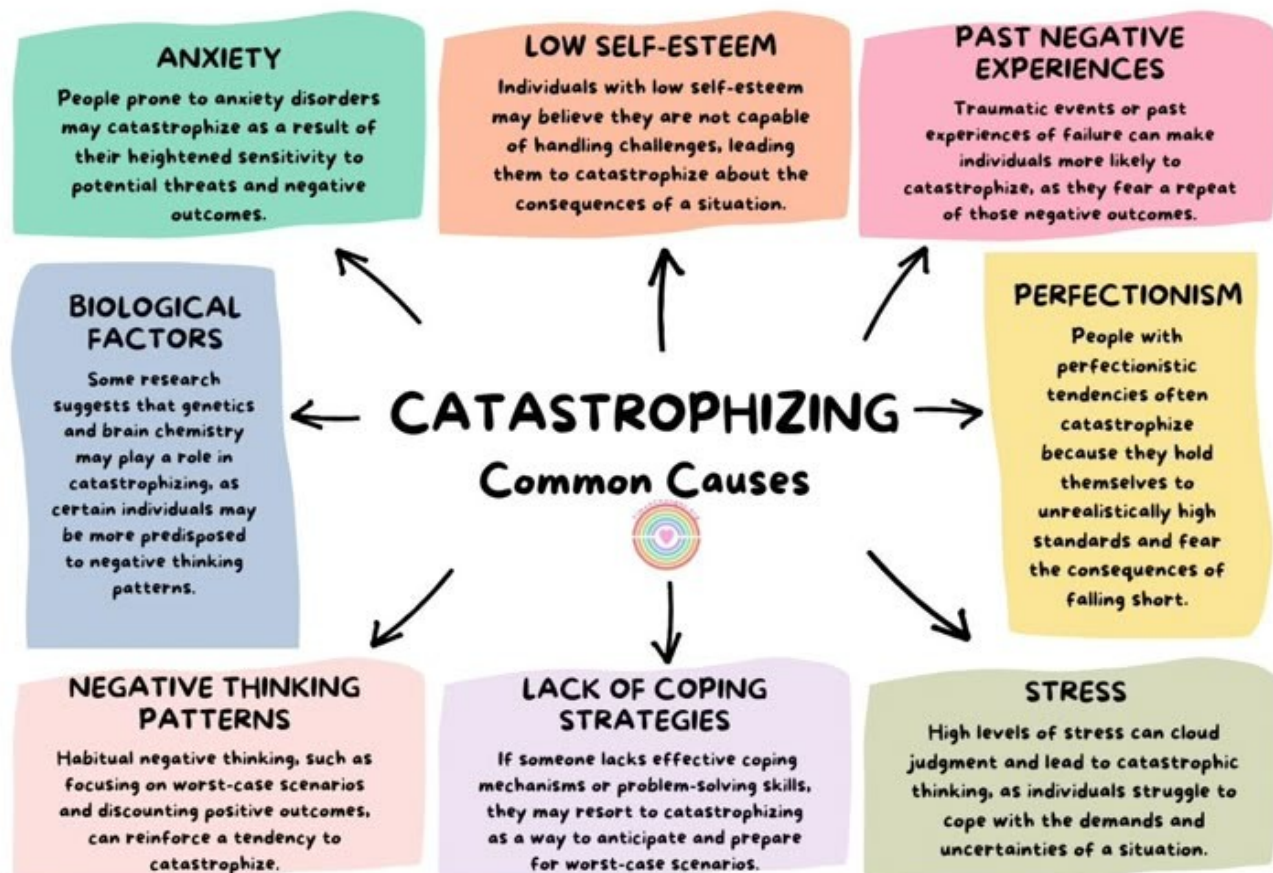 ANXIETY
People prone to anxiety disorders
may catastrophize as a result of
their heightened sensitivity to
potential threats and negative
outcomes.
LOW SELF-ESTEEM
Individuals with low self-esteem
may believe they are not capable
of handling challenges, leading
them to catastrophize about the
consequences of a situation.
PAST NEGATIVE
EXPERIENCES
Traumatic events or past
experiences of failure can make
individuals more likely to
catastrophize, as they fear a repeat
of those negative outcomes.
BIOLOGICAL
FACTORS
Some research
suggests that genetics
and brain chemistry
may play a role in
catastrophizing, as
certain individuals may
be more predisposed
to negative thinking
patterns.
CATASTROPHIZING
Common Causes
PERFECTIONISM
People with
perfectionistic
tendencies often
catastrophize
because they hold
themselves to
unrealistically high
standards and fear
the consequences of
falling short.
NEGATIVE THINKING
PATTERNS
Habitual negative thinking, such as
focusing on worst-case scenarios
and discounting positive outcomes,
can reinforce a tendency to
catastrophize.
LACK OF COPING
STRATEGIES
If someone lacks effective coping
mechanisms or problem-solving skills,
they may resort to catastrophizing
as a way to anticipate and prepare
for worst-case scenarios.
STRESS
High levels of stress can cloud
judgment and lead to catastrophic
thinking, as individuals struggle to
cope with the demands and
uncertainties of a situation.